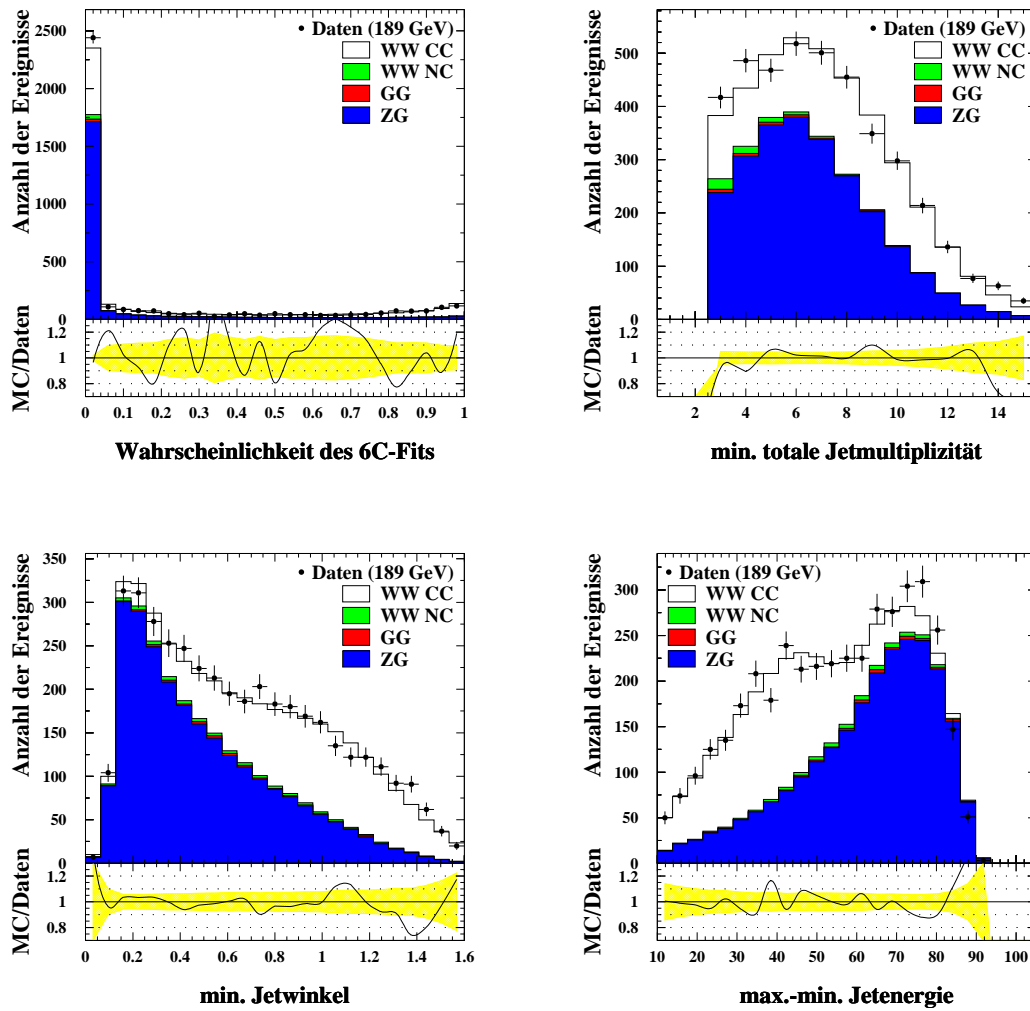 Anzahl der Ereignisse
2500
2000
1500
1000
500
0
Daten (189 GeV)
WW CC
WW NC
GG
ZG
MC/Daten
1.2
1
0.8
0 0.1 0.2 0.3 0.4 0.5 0.6 0.7 0.8 0.9 1
Wahrscheinlichkeit des 6C-Fits
Anzahl der Ereignisse
500
400
300
200
100
0
Daten (189 GeV)
WW CC
WW NC
GG
ZG
MC/Daten
1.2
1
0.8
2 4 6 8 10 12 14
min. totale Jetmultiplizität
Anzahl der Ereignisse
350
300
250
200
150
100
50
0
Daten (189 GeV)
WW CC
WW NC
GG
ZG
MC/Daten
1.2
1
0.8
0 0.2 0.4 0.6 0.8 1 1.2 1.4 1.6
min. Jetwinkel
Anzahl der Ereignisse
300
250
200
150
100
50
0
Daten (189 GeV)
WW CC
WW NC
GG
ZG
MC/Daten
1.2
1
0.8
10 20 30 40 50 60 70 80 90 100
max.-min. Jetenergie